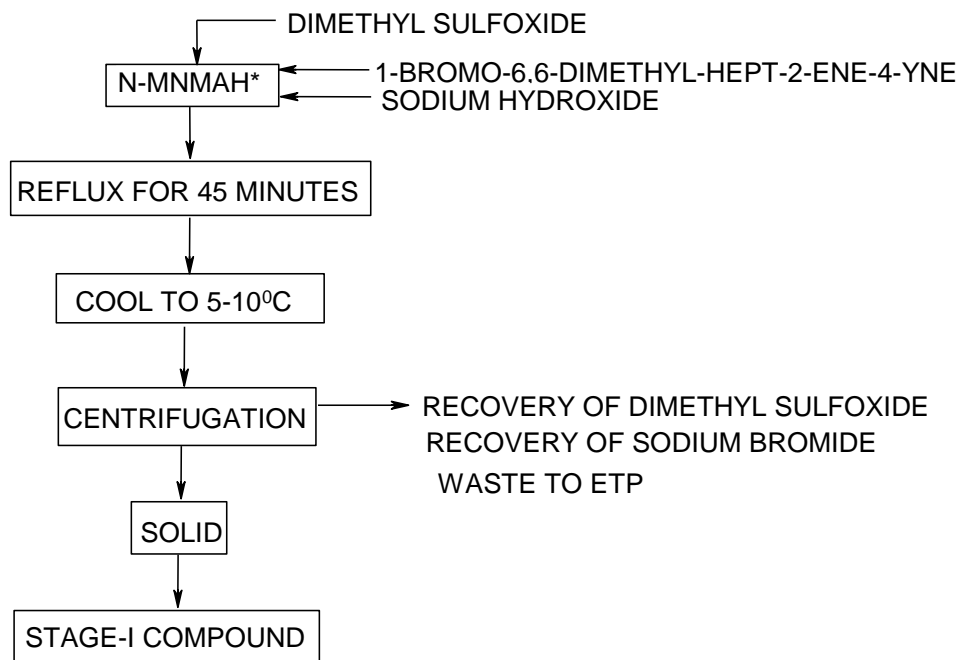 DIMETHYL SULFOXIDE
N-MNMAH*
1-BROMO-6,6-DIMETHYL-HEPT-2-ENE-4-YNE
SODIUM HYDROXIDE
REFLUX FOR 45 MINUTES
COOL TO 5-10⁰C
CENTRIFUGATION
RECOVERY OF DIMETHYL SULFOXIDE
RECOVERY OF SODIUM BROMIDE
WASTE TO ETP
SOLID
STAGE-I COMPOUND